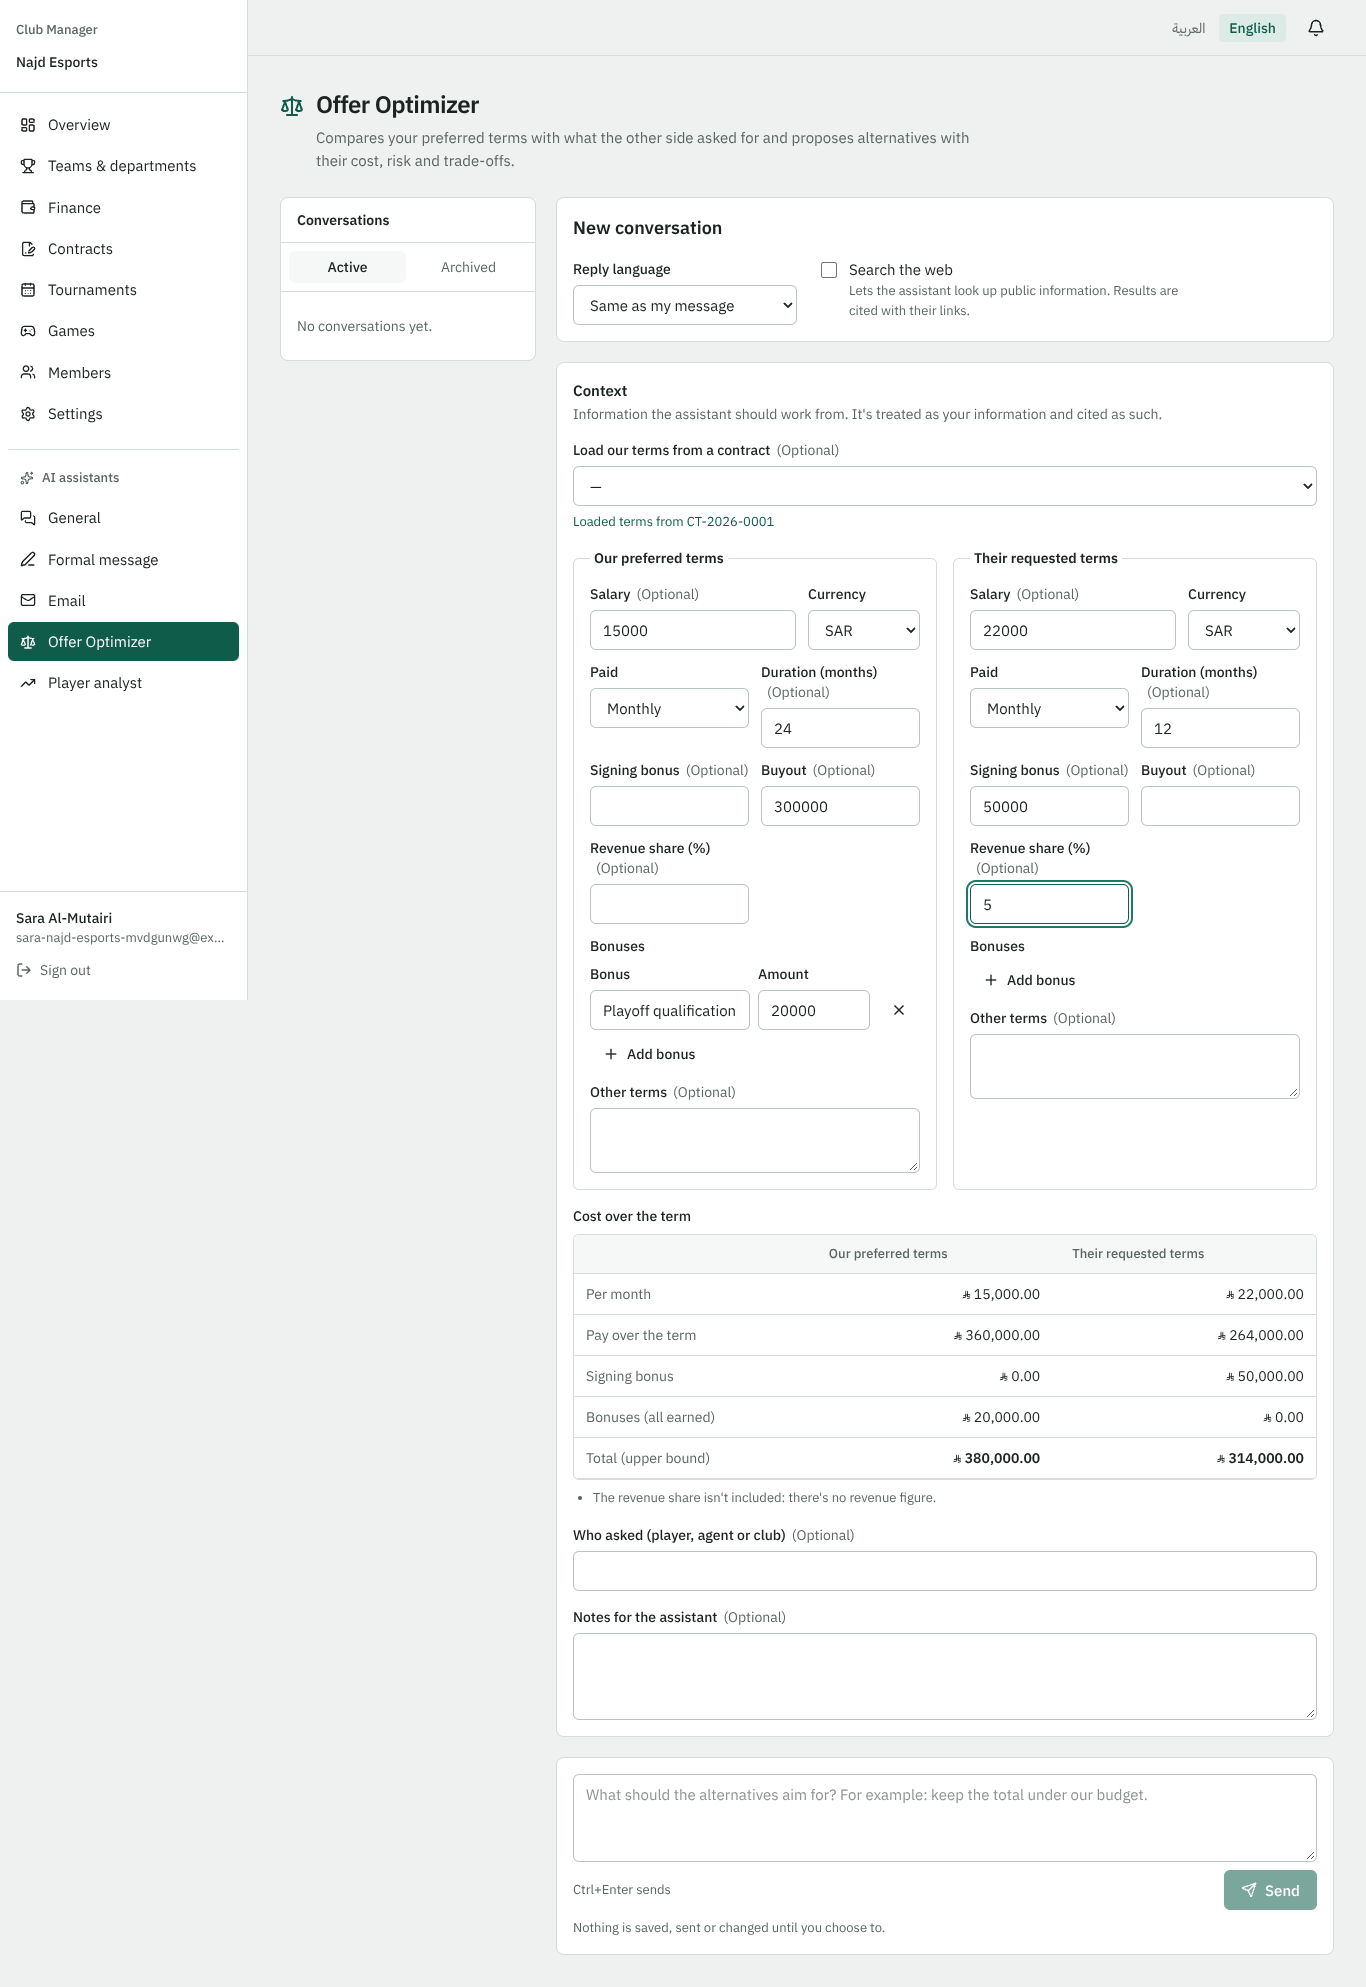 Club Manager
Najd Esports
Overview
Teams & departments
Finance
Contracts
Tournaments
Games
Members
Settings
AI assistants
General
Formal message
Email
Offer Optimizer
Player analyst
Sara Al-Mutairi
sara-najd-esports-mvdgunwg@ex...
Sign out
العربية
English
Offer Optimizer
Compares your preferred terms with what the other side asked for and proposes alternatives with
their cost, risk and trade-offs.
Conversations
Active Archived
No conversations yet.
New conversation
Reply language
Same as my message
Search the web
Lets the assistant look up public information. Results are
cited with their links.
Context
Information the assistant should work from. It's treated as your information and cited as such.
Load our terms from a contract (Optional)
—
Loaded terms from CT-2026-0001
Our preferred terms
Salary (Optional) Currency
15000 SAR
Paid Duration (months)
(Optional)
Monthly
24
Signing bonus (Optional) Buyout (Optional)
300000
Revenue share (%)
(Optional)
Bonuses
Bonus Amount
Playoff qualification 20000
Add bonus
Other terms (Optional)
Their requested terms
Salary (Optional) Currency
22000 SAR
Paid Duration (months)
(Optional)
Monthly
12
Signing bonus (Optional) Buyout (Optional)
50000
Revenue share (%)
(Optional)
5
Bonuses
Add bonus
Other terms (Optional)
Cost over the term
Our preferred terms Their requested terms
Per month 15,000.00 22,000.00
Pay over the term 360,000.00 264,000.00
Signing bonus 0.00 50,000.00
Bonuses (all earned) 20,000.00 0.00
Total (upper bound) 380,000.00 314,000.00
• The revenue share isn't included: there's no revenue figure.
Who asked (player, agent or club) (Optional)
Notes for the assistant (Optional)
What should the alternatives aim for? For example: keep the total under our budget.
Ctrl+Enter sends
Send
Nothing is saved, sent or changed until you choose to.